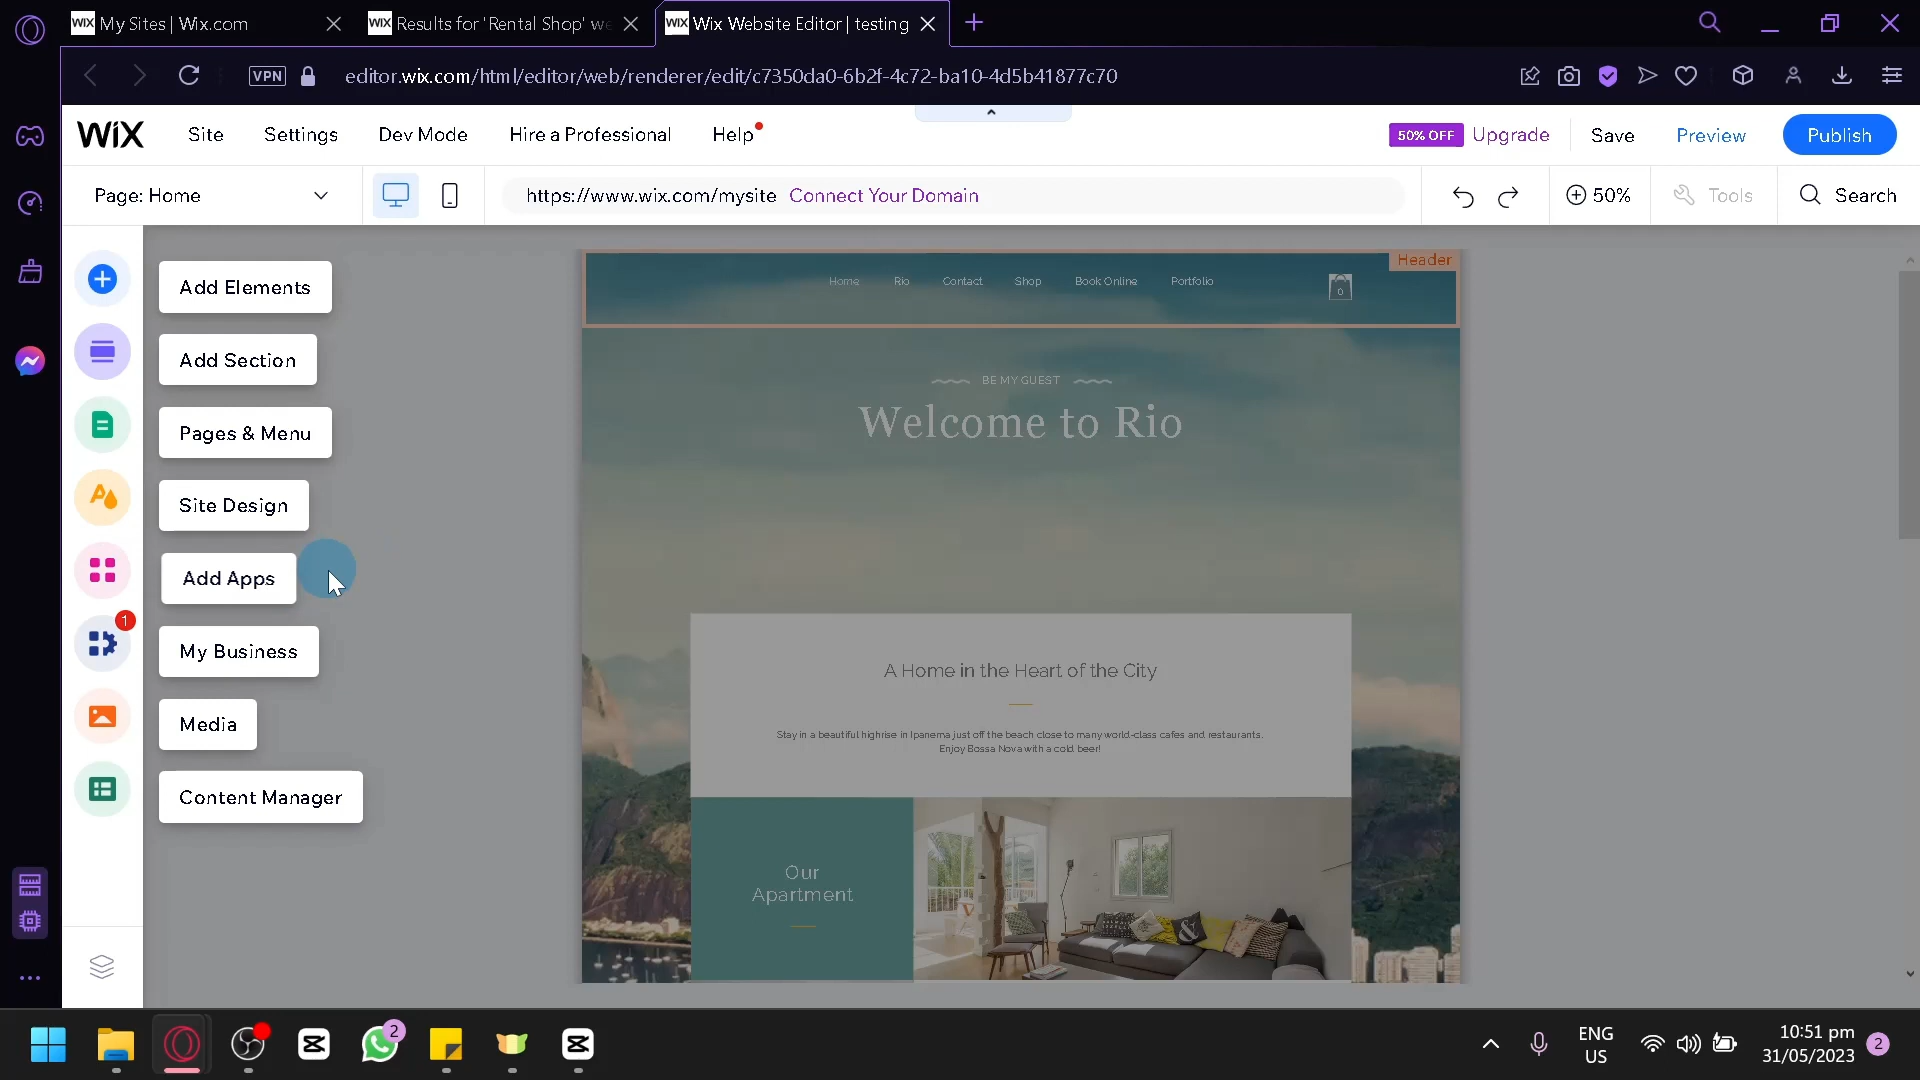 My Sites | Wix.com
Results for 'Rental Shop' we
Wix Website Editor | testing
VPN
editor.wix.com/html/editor/web/renderer/edit/c7350da0-6b2f-4c72-ba10-4d5b41877c70
WiX
Site
Settings
Dev Mode
Hire a Professional
Help
50% OFF
Upgrade
Save
Preview
Publish
Page: Home
https://www.wix.com/mysite
Connect Your Domain
50%
Tools
Search
Add Elements
Add Section
Pages & Menu
Site Design
Add Apps
1
My Business
Media
Content Manager
Header
Home
Rio
Contact
Shop
Book Online
Portfolio
0
BE MY GUEST
Welcome to Rio
A Home in the Heart of the City
Stay in a beautiful highrise in Ipanema just off the beach close to many world-class cafes and restaurants.
Enjoy Bossa Nova with a cold beer!
Our
Apartment
&
2
ENG
US
10:51 pm
31/05/2023
2